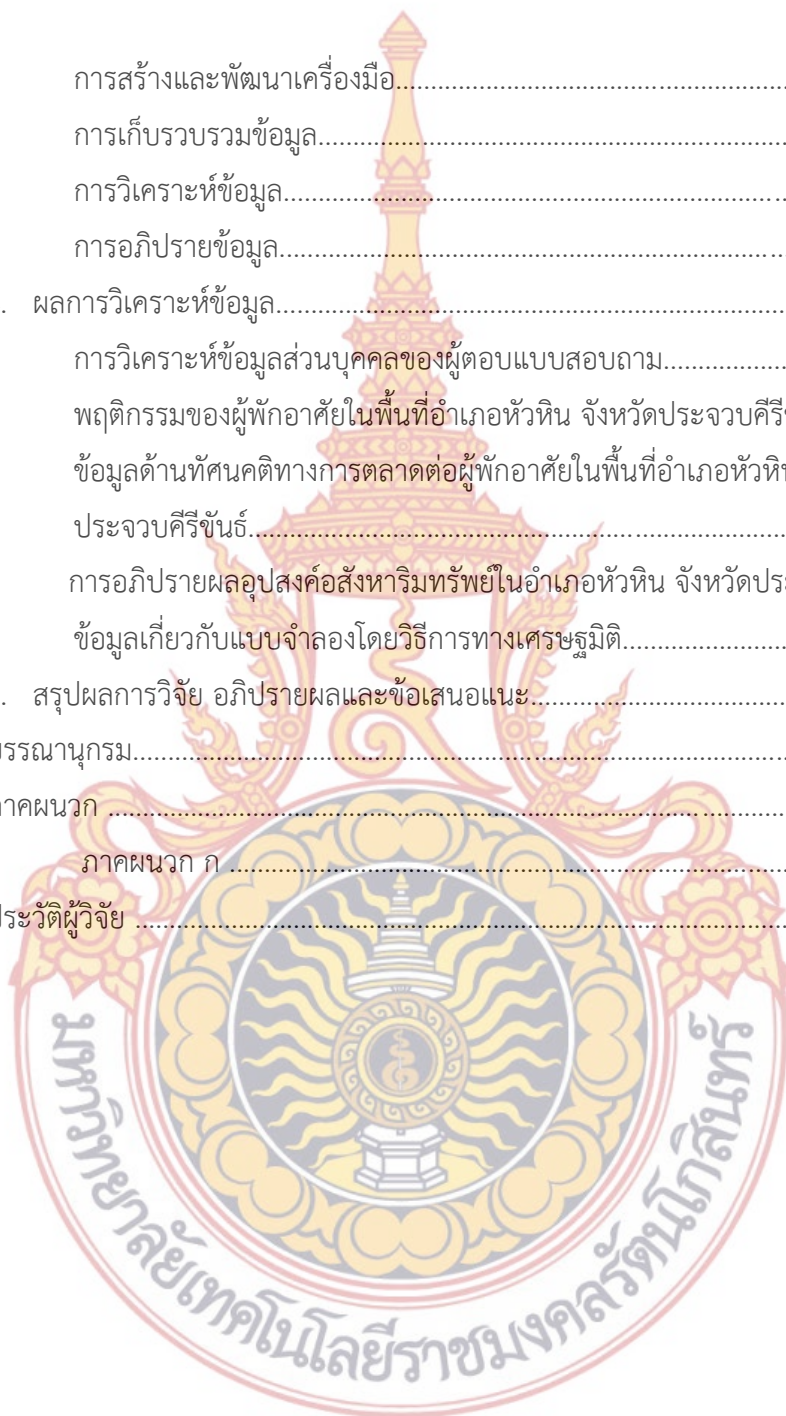 การสร้างและพัฒนาเครื่องมือ
การเก็บรวบรวมข้อมูล
การวิเคราะห์ข้อมูล
การอภิปรายข้อมูล
. ผลการวิเคราะห์ข้อมูล
การวิเคราะห์ข้อมูลส่วนบุคคลของผู้ตอบแบบสอบถาม
พฤติกรรมของผู้พักอาศัยในพื้นที่อำเภอหัวหิน จังหวัดประจวบคีรีข
ข้อมูลด้านทัศนคติทางการตลาดต่อผู้พักอาศัยในพื้นที่อำเภอหัวหิน
ประจวบคีรีขันธ์
การอภิปรายผลอุปสงค์อสังหาริมทรัพย์ในอำเภอหัวหิน จังหวัดประ
ข้อมูลเกี่ยวกับแบบจำลองโดยวิธีการทางเศรษฐมิติ
. สรุปผลการวิจัย อภิปรายผลและข้อเสนอแนะ
บรรณานุกรม
ภาคผนวก
ภาคผนวก ก
ประวัติผู้วิจัย
มหาวิทยาลัยเทคโนโลยีราชมงคลรัตนโกสินทร์